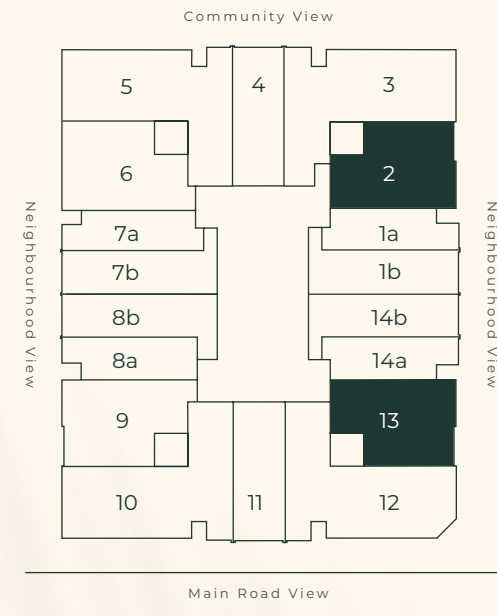 Community View
5
4
3
6
2
7a
1a
7b
1b
8b
14b
8a
14a
9
13
10
11
12
Neighbourhood View
Neighbourhood View
Main Road View